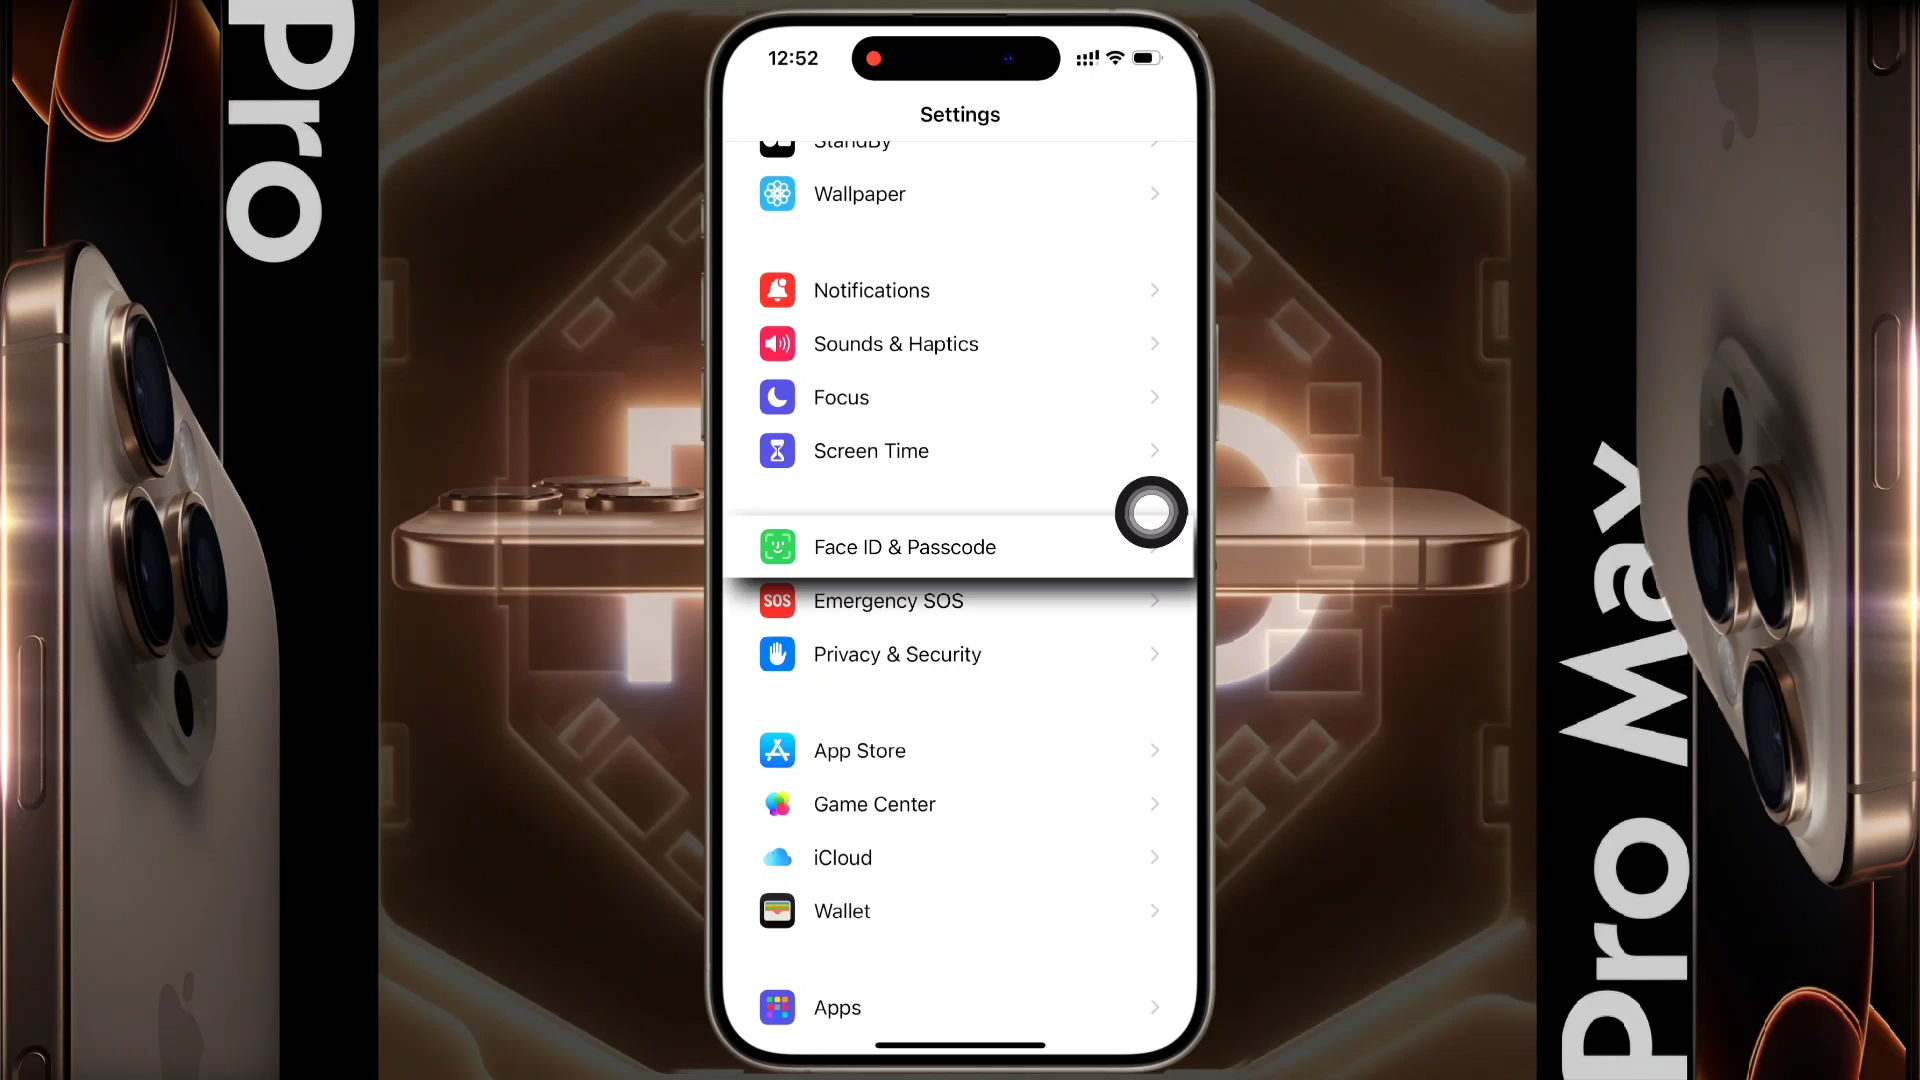 Pro
12:52
Settings
StandBy
Wallpaper
Notifications
Sounds & Haptics
Focus
Screen Time
Face ID & Passcode
SOS
Emergency SOS
Privacy & Security
App Store
Game Center
iCloud
Wallet
Apps
Pro Max